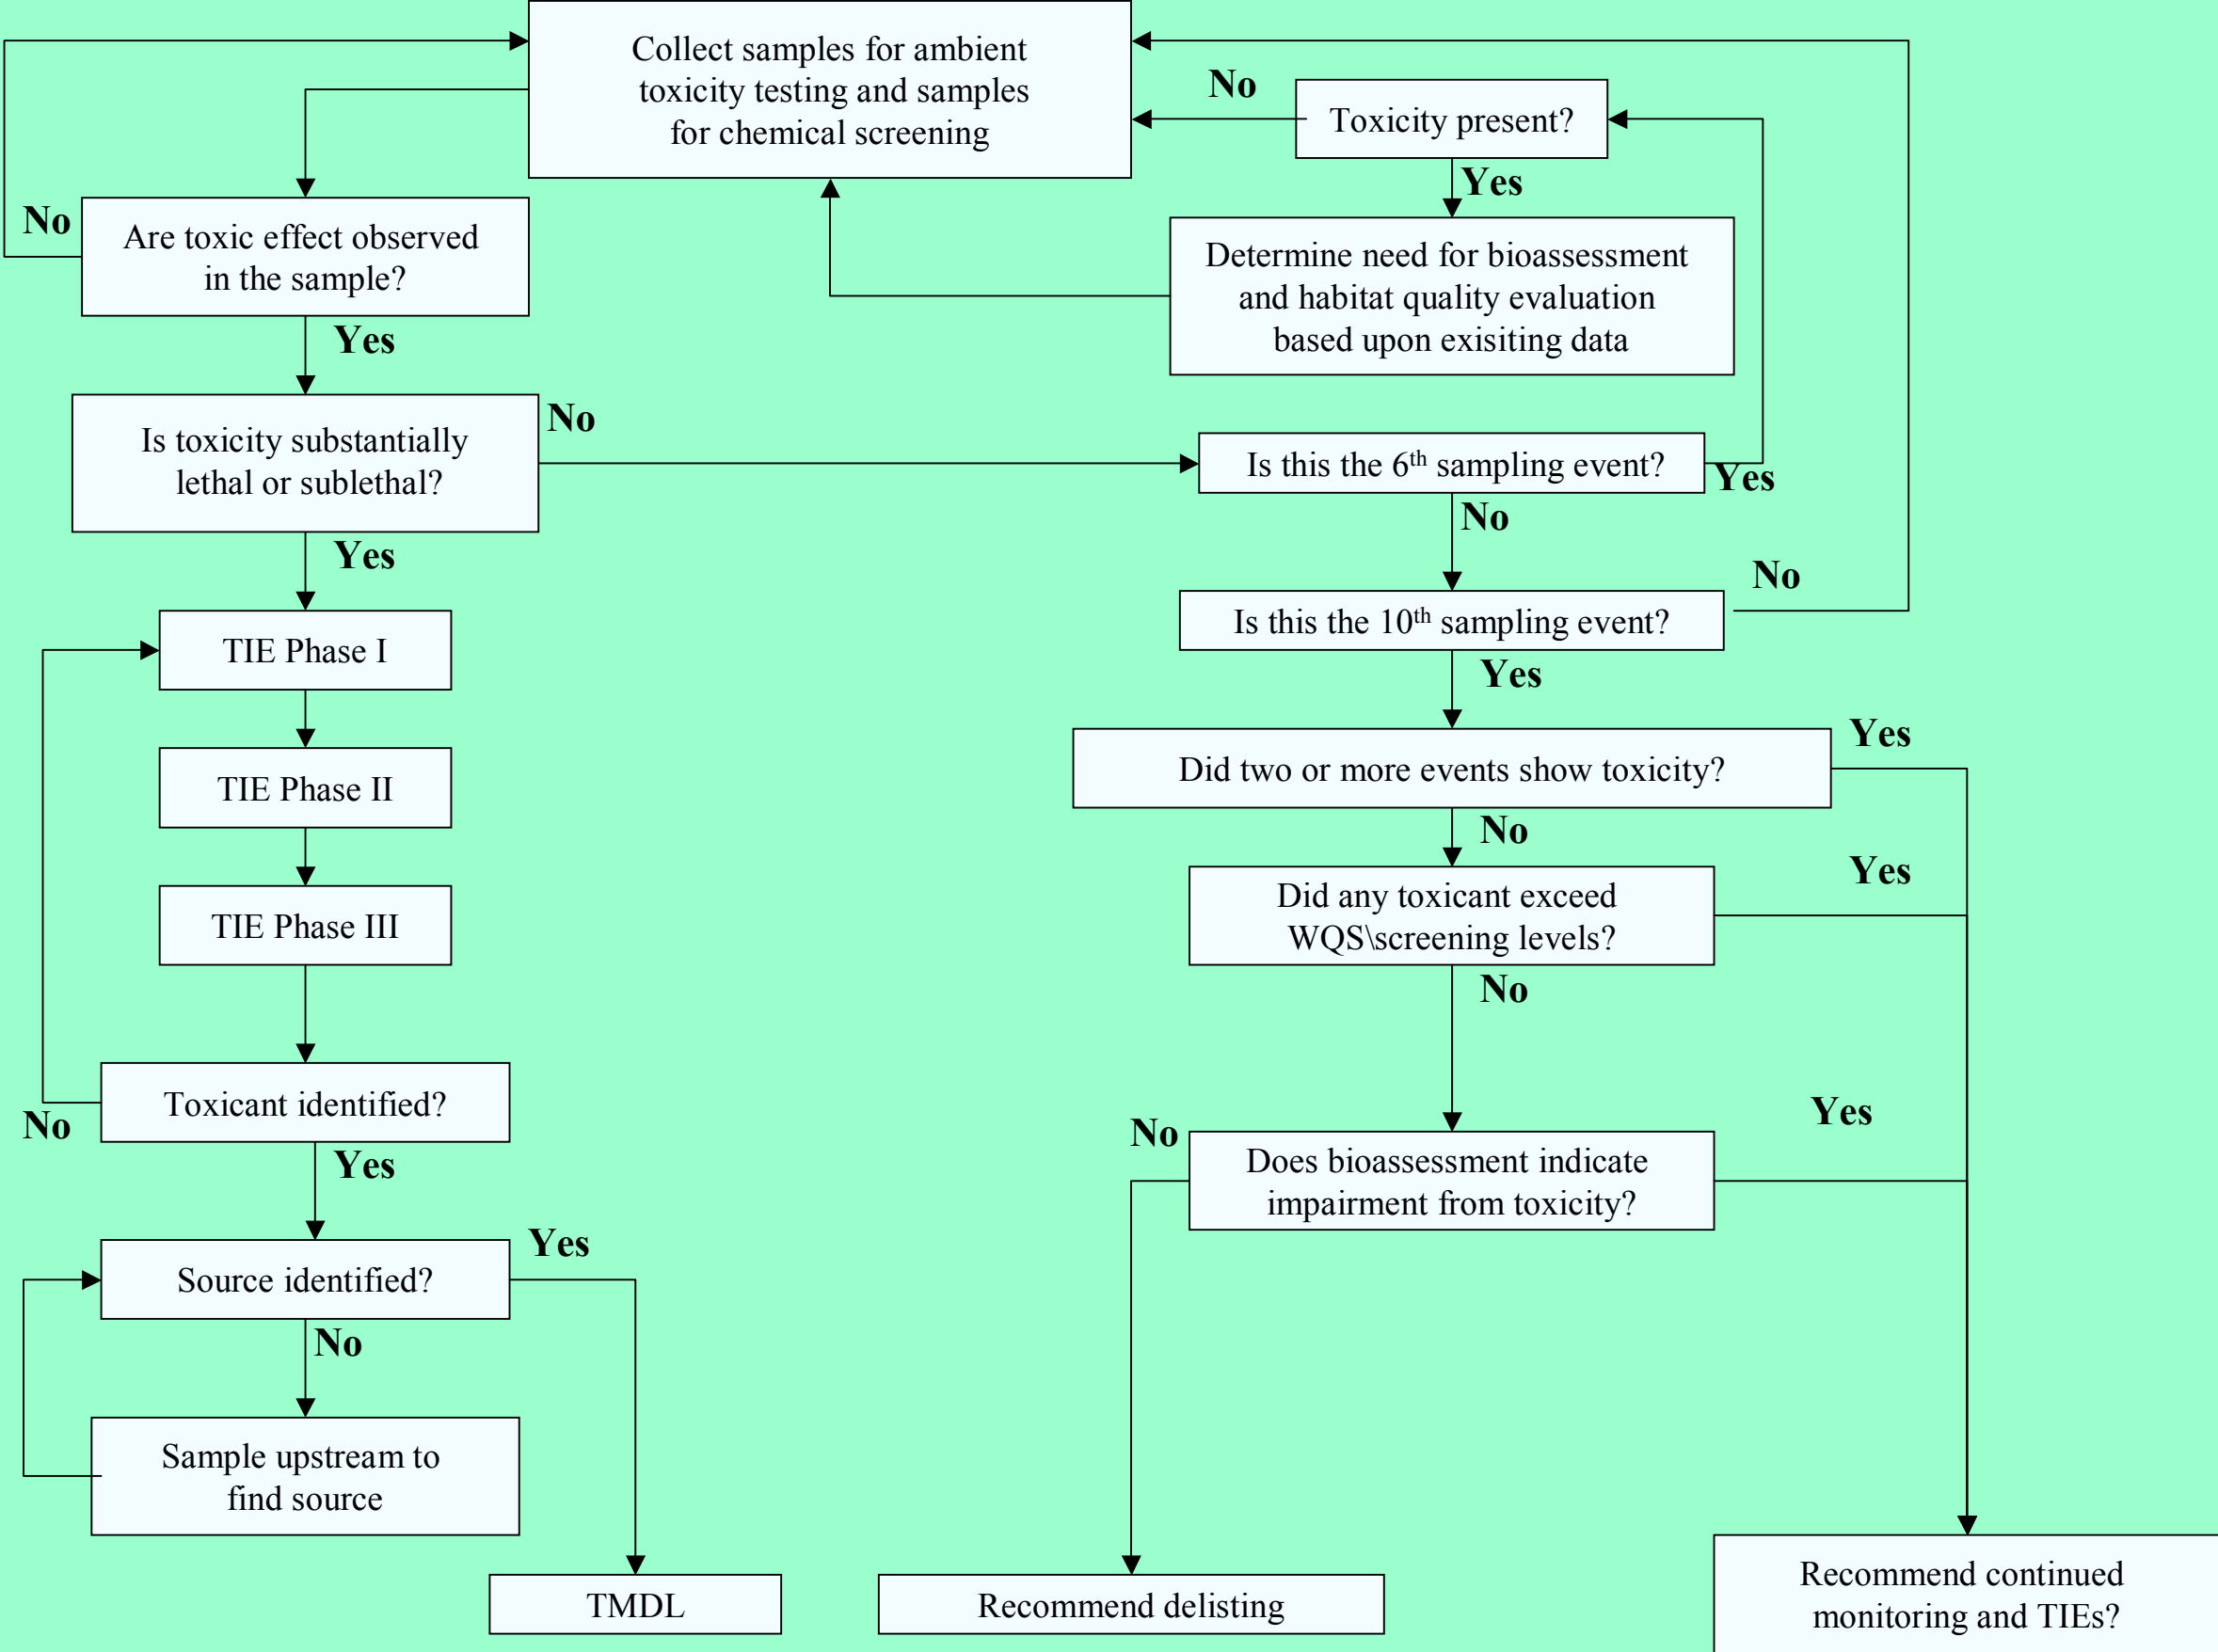 Collect samples for ambient
toxicity testing and samples
for chemical screening
No
Toxicity present?
Yes
No
Are toxic effect observed
in the sample?
Determine need for bioassessment
and habitat quality evaluation
based upon exisiting data
Yes
Is toxicity substantially
lethal or sublethal?
No
Is this the 6th sampling event?
Yes
No
Yes
No
Is this the 10th sampling event?
TIE Phase I
Yes
Yes
Did two or more events show toxicity?
TIE Phase II
No
Yes
Did any toxicant exceed
WQS\screening levels?
TIE Phase III
No
Toxicant identified?
No
Yes
Yes
No
Does bioassessment indicate
impairment from toxicity?
Yes
Source identified?
No
Sample upstream to
find source
TMDL
Recommend delisting
Recommend continued
monitoring and TIEs?